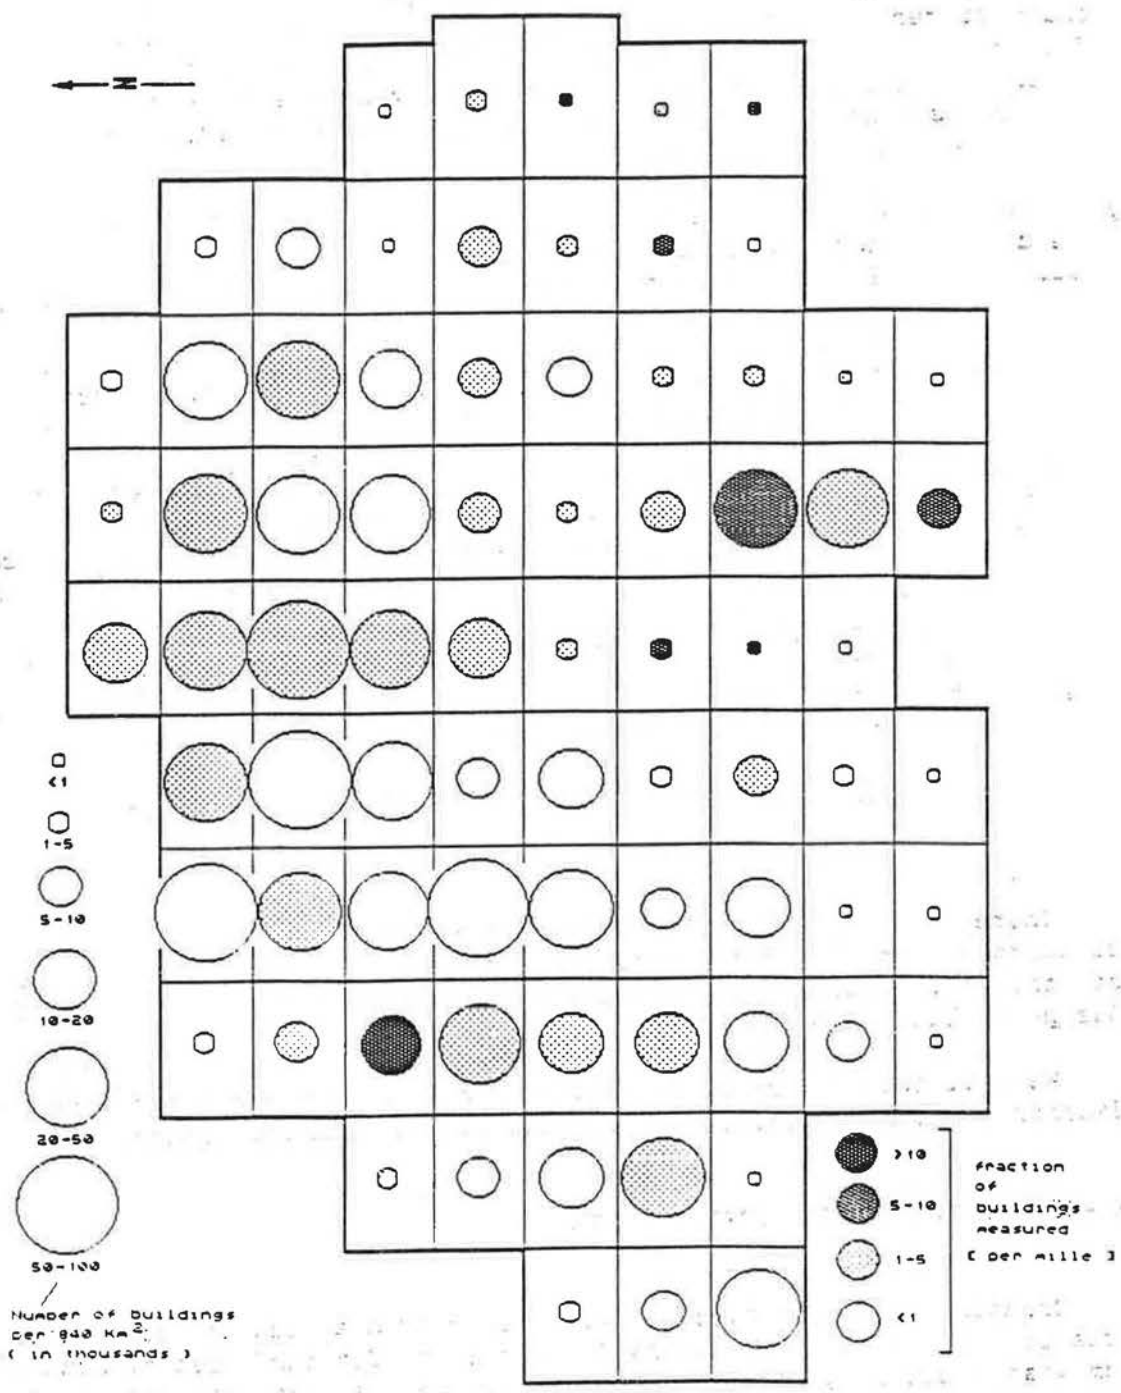 N
<1
1-5
5-10
10-20
20-50
50-100
Number of buildings
per 840 Km2
( in thousands )
>10
5-10
1-5
<1
fraction
of
buildings
measured
[ per mille ]